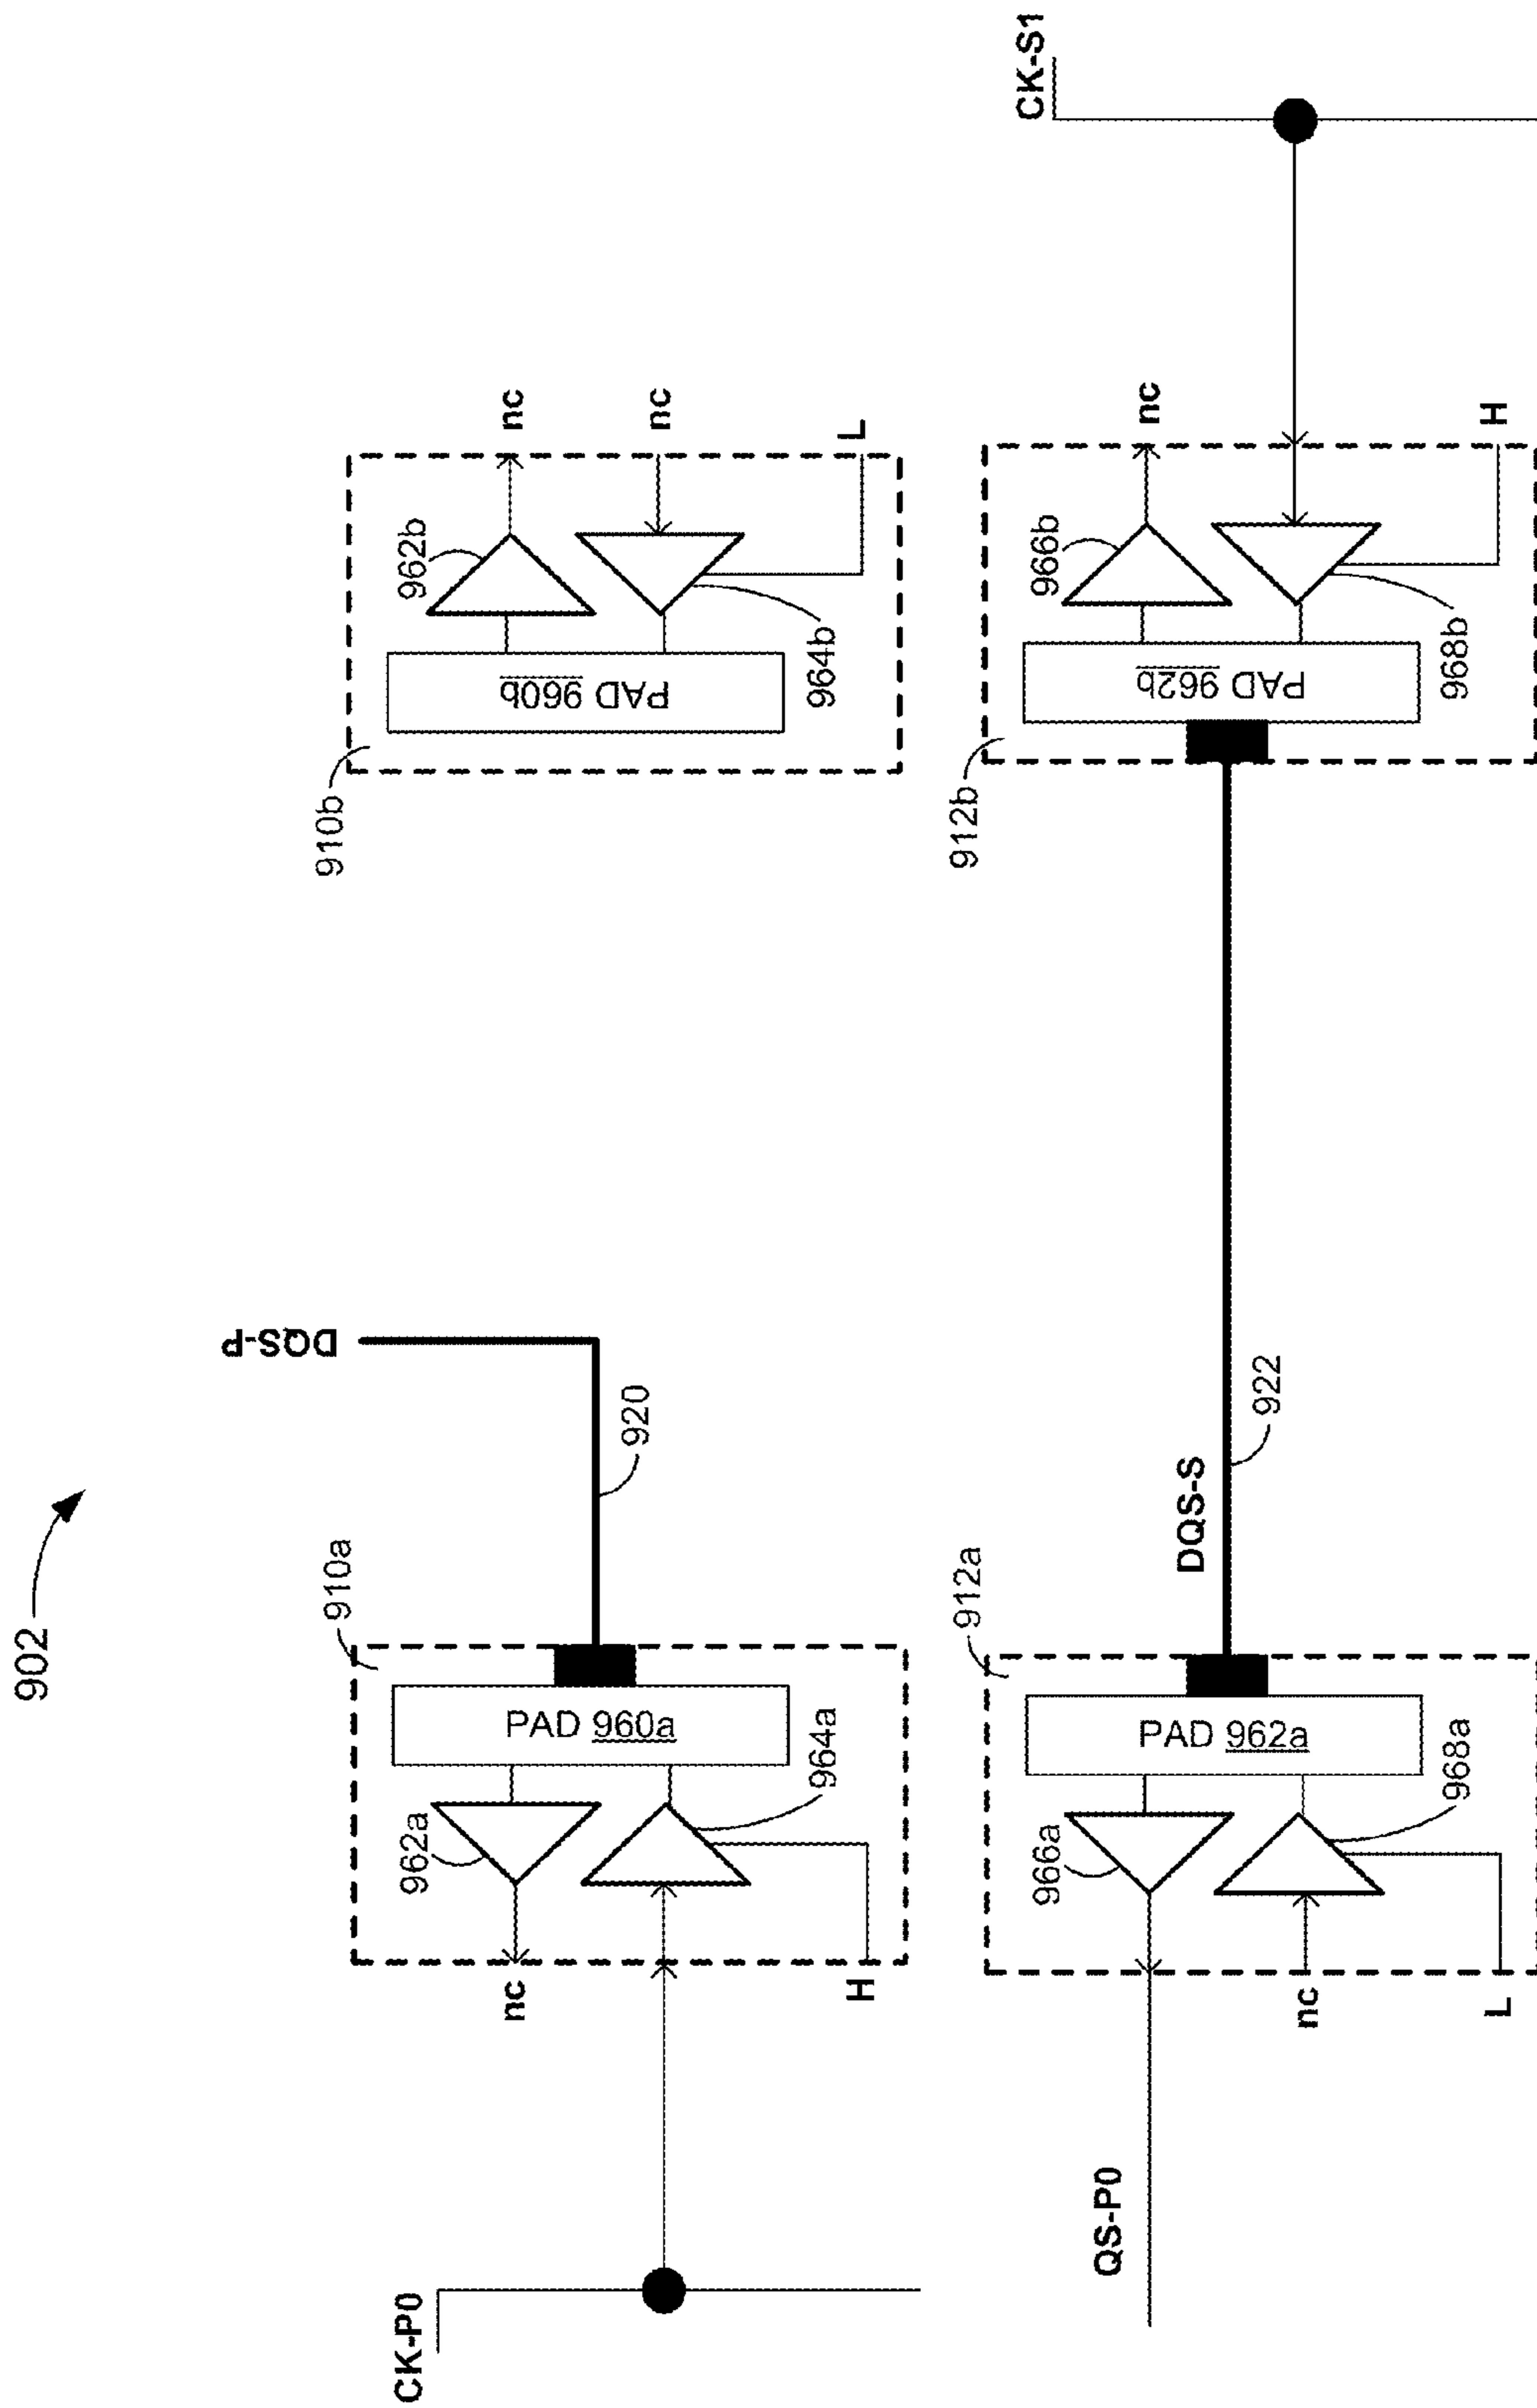 902
DQS-P
910a
PAD 960a
962a
964a
920
nc
H
CK-P0
910b
PAD 960b
962b
964b
nc
nc
L
912a
PAD 962a
966a
968a
DQS-S
922
QS-P0
nc
L
912b
PAD 962b
966b
968b
nc
H
CK-S1